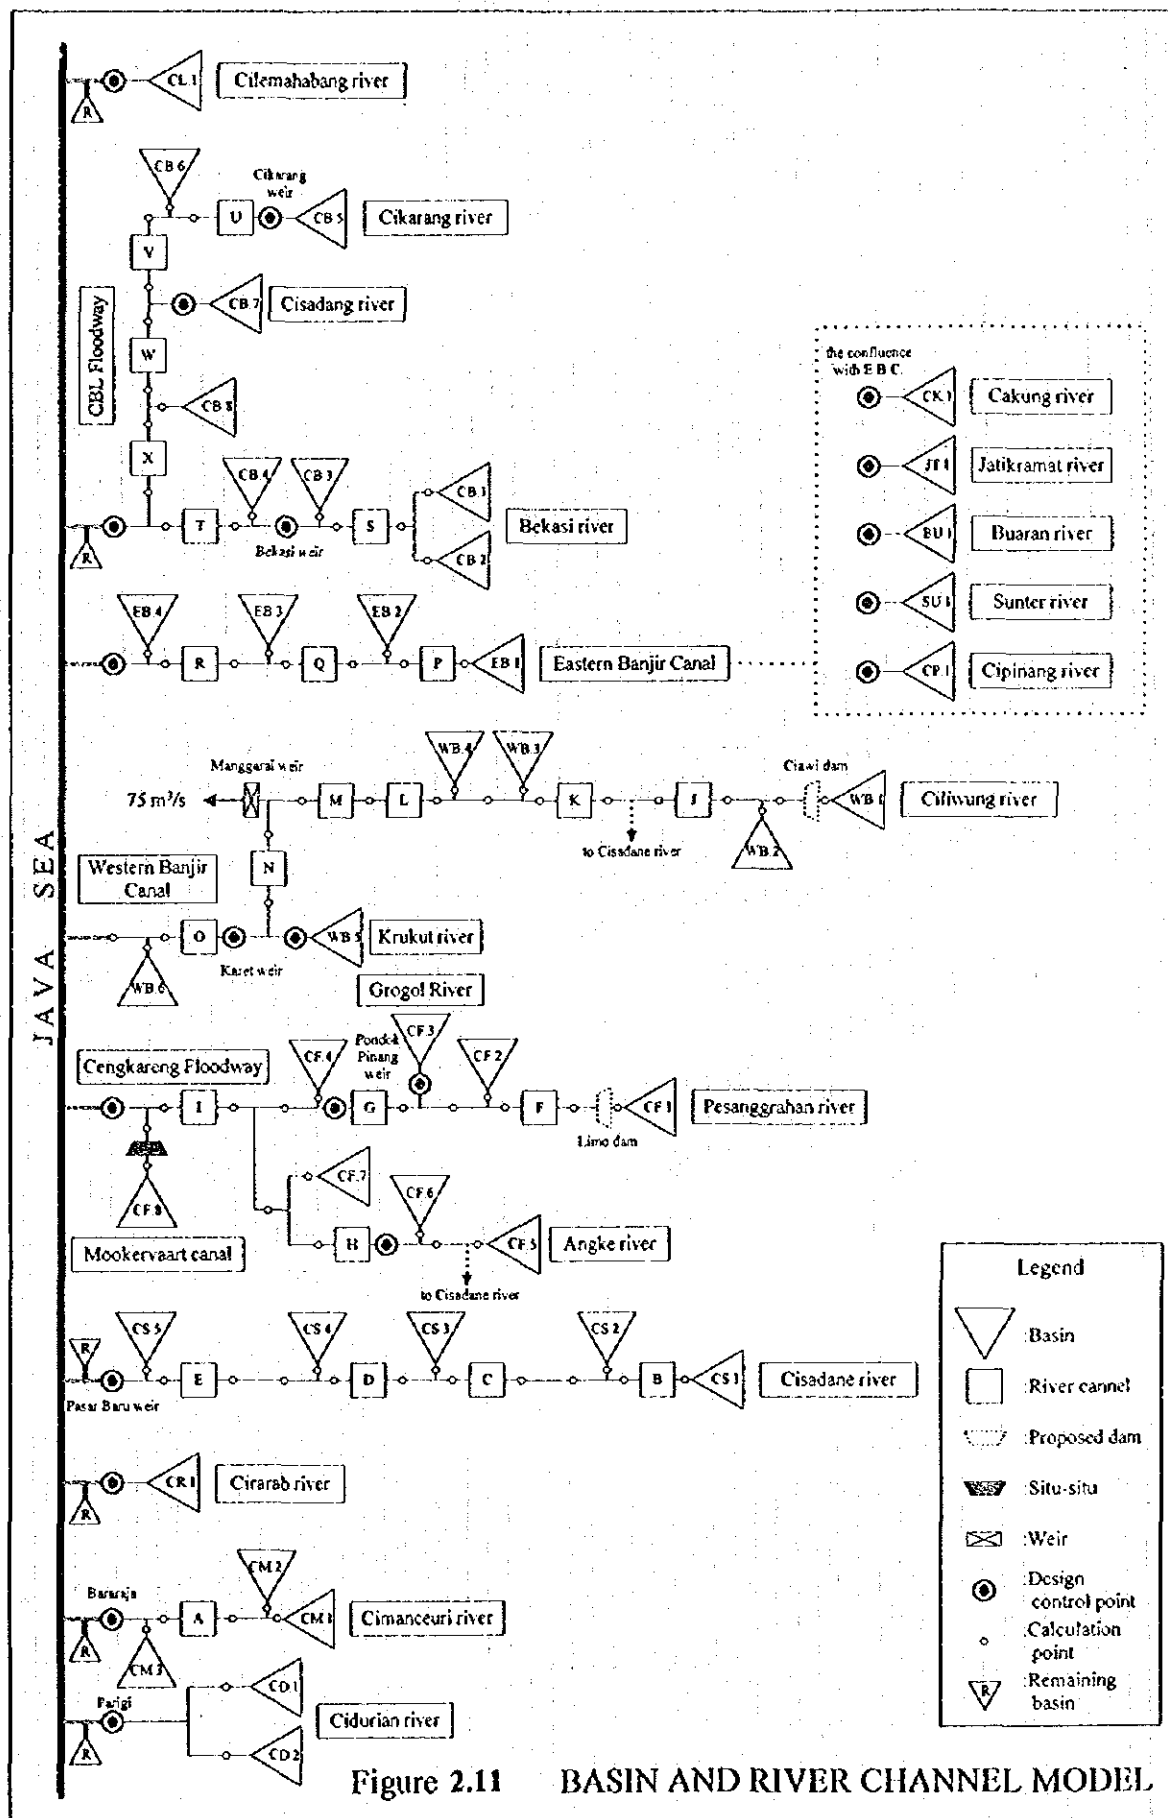 CL.1
Cilemahabang river
R
CB 6
Cikarang
weir
U
CB 5
Cikarang river
V
CB.7
Cisadang river
CBL Floodway
W
the confluence
with E B C.
CK.1
Cakung river
CB.8
X
Jatikramat river
CB.4
CB 3
CB.1
T
S
Bekasi river
BU 1
Buaran river
R
Bekasi weir
CB 2
EB.4
EB 3
EB 2
SU 1
Sunter river
R
Q
P
EB 1
Eastern Banjir Canal
CP.1
Cipinang river
WB.4
WB.3
Manggarai weir
Ciawi dam
75 m³/s
M
L
K
J
WB 1
Ciliwung river
to Cisadane river
WB.2
Western Banjir
Canal
N
JAVA SEA
O
WB 5
Krukut river
Karet weir
WB.6
Grogol River
CF.4
Pondok
Pinang
weir
CF.3
CF 2
Cengkareng Floodway
I
G
F
CF 1
Pesanggrahan river
Limo dam
CF.7
CF.6
CF.8
H
CF.5
Angke river
Mookervaart canal
to Cisadane river
Legend
:Basin
:River cannel
:Proposed dam
:Situ-situ
:Weir
:Design
control point
:Calculation
point
R
:Remaining
basin
CS 5
CS 4
CS 3
CS 2
R
E
D
C
B
CS 1
Cisadane river
Pasar Baru weir
CR 1
Cirarab river
R
CM 2
A
CM 1
Cimanceuri river
R
CM 3
CD.1
Parigi
Cidurian river
R
CD 2
Figure 2.11 BASIN AND RIVER CHANNEL MODEL